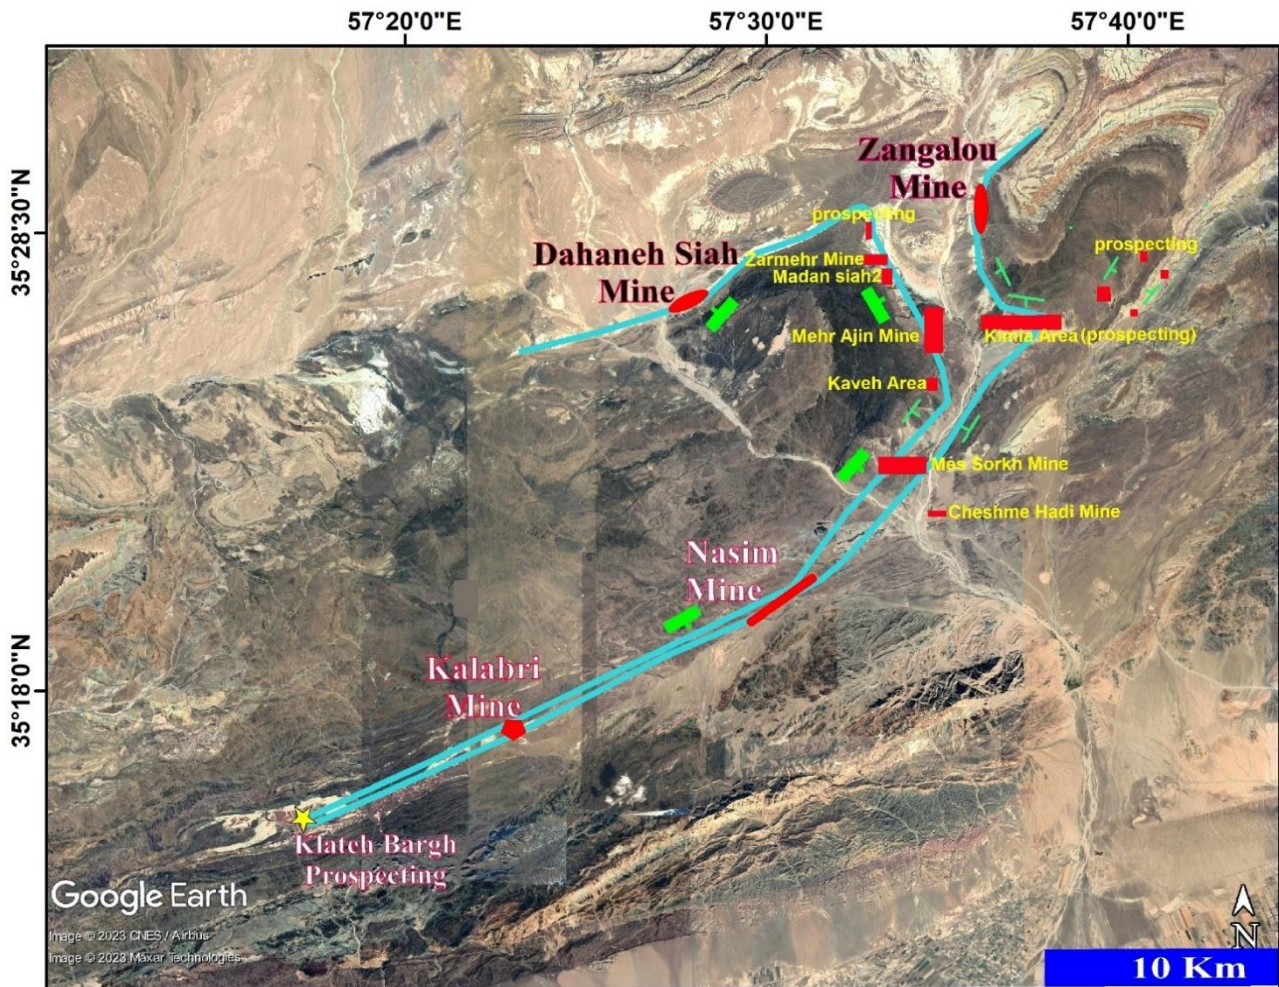 57°20'0"E
57°30'0"E
57°40'0"E
35°28'30"N
35°18'0"N
Zangalou
Mine
prospecting
Dahaneh Siah
Mine
Zarmehr Mine
Madan siah2
prospecting
Mehr Ajin Mine
Kimia Area (prospecting)
Kaveh Area
Mes Sorkh Mine
Cheshme Hadi Mine
Nasim
Mine
Kalabri
Mine
Klateh Bargh
Prospecting
Google Earth
Image © 2023 CNES / Airbus
Image © 2023 Maxar Technologies
N
10 Km